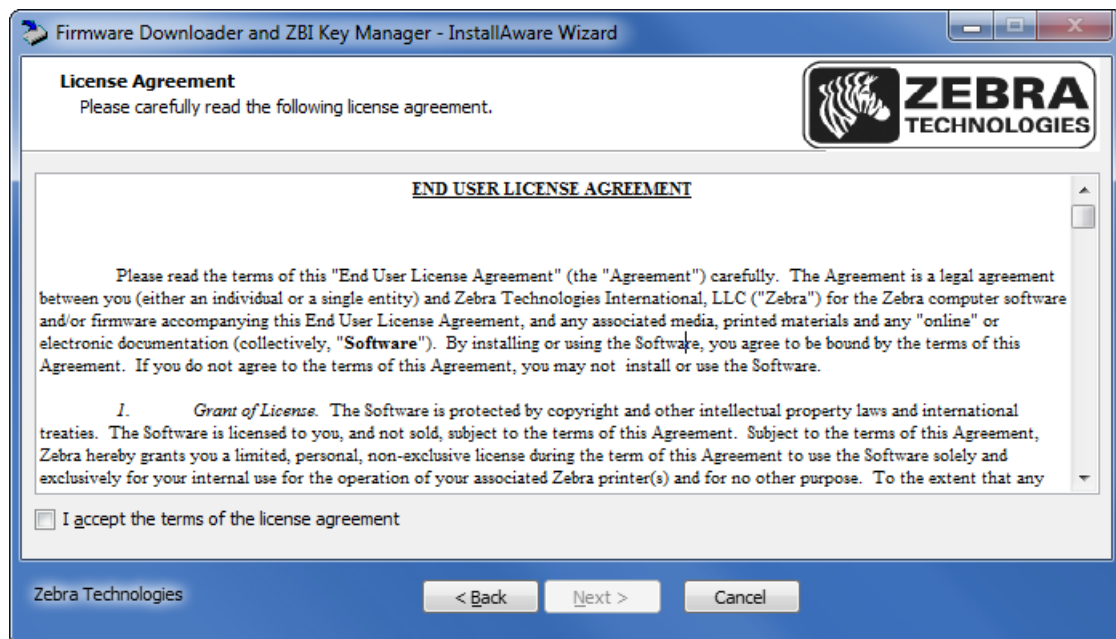 Firmware Downloader and ZBI Key Manager - InstallAware Wizard
License Agreement
Please carefully read the following license agreement.
ZEBRA
TECHNOLOGIES
END USER LICENSE AGREEMENT
Please read the terms of this "End User License Agreement" (the "Agreement") carefully. The Agreement is a legal agreement
between you (either an individual or a single entity) and Zebra Technologies International, LLC ("Zebra") for the Zebra computer software
and/or firmware accompanying this End User License Agreement, and any associated media, printed materials and any "online" or
electronic documentation (collectively, "Software"). By installing or using the Software, you agree to be bound by the terms of this
Agreement. If you do not agree to the terms of this Agreement, you may not install or use the Software.
1. Grant of License. The Software is protected by copyright and other intellectual property laws and international
treaties. The Software is licensed to you, and not sold, subject to the terms of this Agreement. Subject to the terms of this Agreement,
Zebra hereby grants you a limited, personal, non-exclusive license during the term of this Agreement to use the Software solely and
exclusively for your internal use for the operation of your associated Zebra printer(s) and for no other purpose. To the extent that any
I accept the terms of the license agreement
Zebra Technologies
< Back
Next >
Cancel